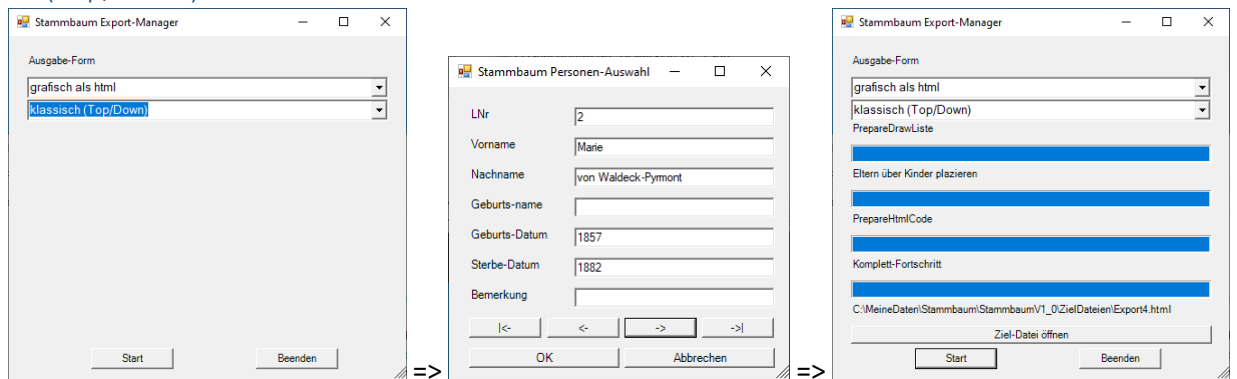 Stammbaum Export-Manager
Ausgabe-Form
grafisch als html
klassisch (Top/Down)
Start Beenden
=>
Stammbaum Personen-Auswahl
LNr 2
Vorname Marie
Nachname von Waldeck-Pyrmont
Geburts-name
Geburts-Datum 1857
Sterbe-Datum 1882
Bemerkung
|<- <- -> ->|
OK Abbrechen
=>
Stammbaum Export-Manager
Ausgabe-Form
grafisch als html
klassisch (Top/Down)
PrepareDrawListe
Eltern über Kinder plazieren
PrepareHtmlCode
Komplett-Fortschritt
C:\MeineDaten\Stammbaum\StammbaumV1_0\ZielDateien\Export4.html
Ziel-Datei öffnen
Start Beenden